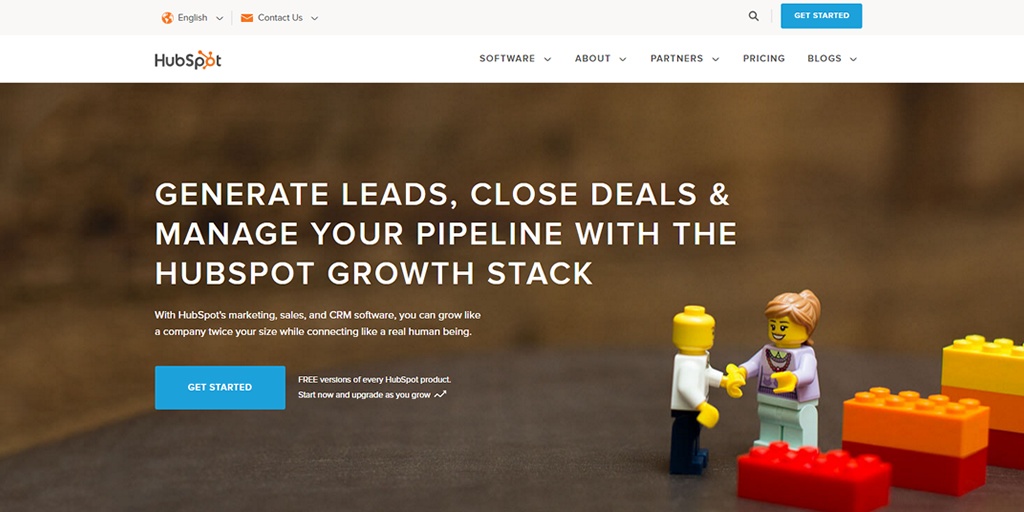 English
Contact Us
GET STARTED
HubSpot
SOFTWARE
ABOUT
PARTNERS
PRICING
BLOGS
GENERATE LEADS, CLOSE DEALS &
MANAGE YOUR PIPELINE WITH THE
HUBSPOT GROWTH STACK
With HubSpot's marketing, sales, and CRM software, you can grow like
a company twice your size while connecting like a real human being.
GET STARTED
FREE versions of every HubSpot product.
Start now and upgrade as you grow